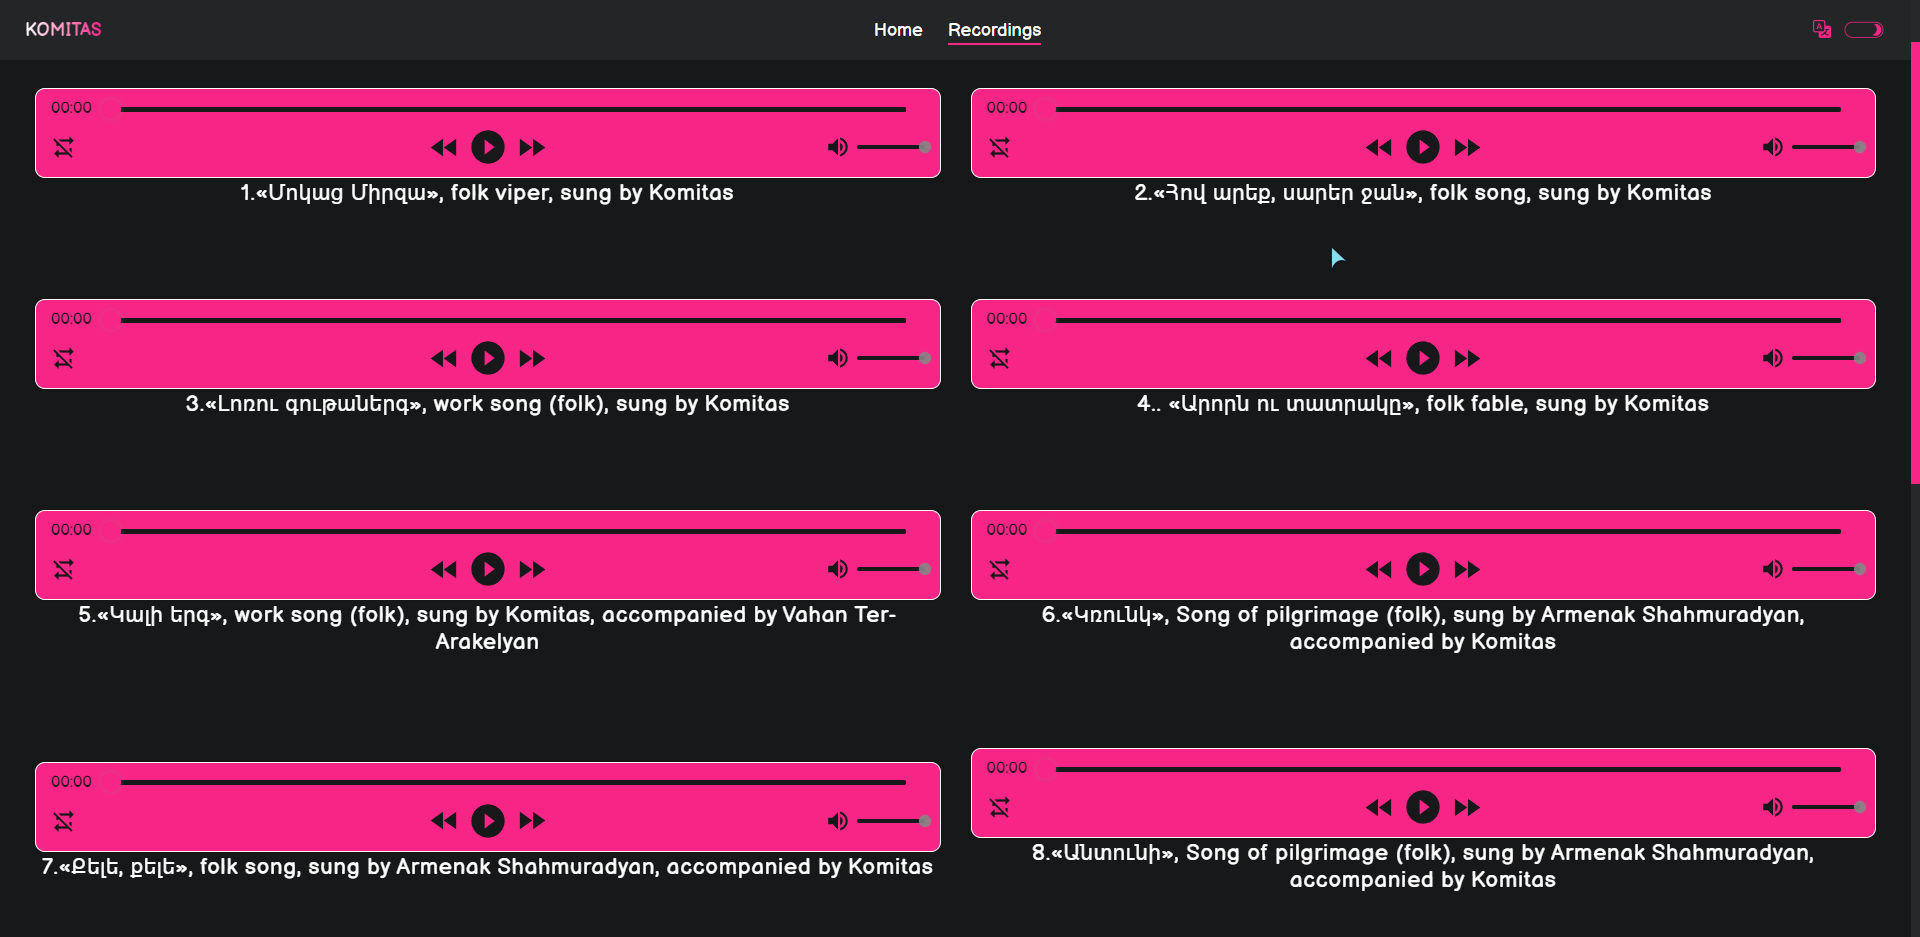 KOMITAS
Home
Recordings
00:00
1.«Մոկաց Միրզա», folk viper, sung by Komitas
00:00
2.«Հով արեք, սարեր ջան», folk song, sung by Komitas
00:00
3.«Լոռու գութաներգ», work song (folk), sung by Komitas
00:00
4.. «Արորն ու տատրակը», folk fable, sung by Komitas
00:00
5.«Կալի երգ», work song (folk), sung by Komitas, accompanied by Vahan Ter-
Arakelyan
00:00
6.«Կռունկ», Song of pilgrimage (folk), sung by Armenak Shahmuradyan,
accompanied by Komitas
00:00
7.«Քելե, քելե», folk song, sung by Armenak Shahmuradyan, accompanied by Komitas
00:00
8.«Անտունի», Song of pilgrimage (folk), sung by Armenak Shahmuradyan,
accompanied by Komitas